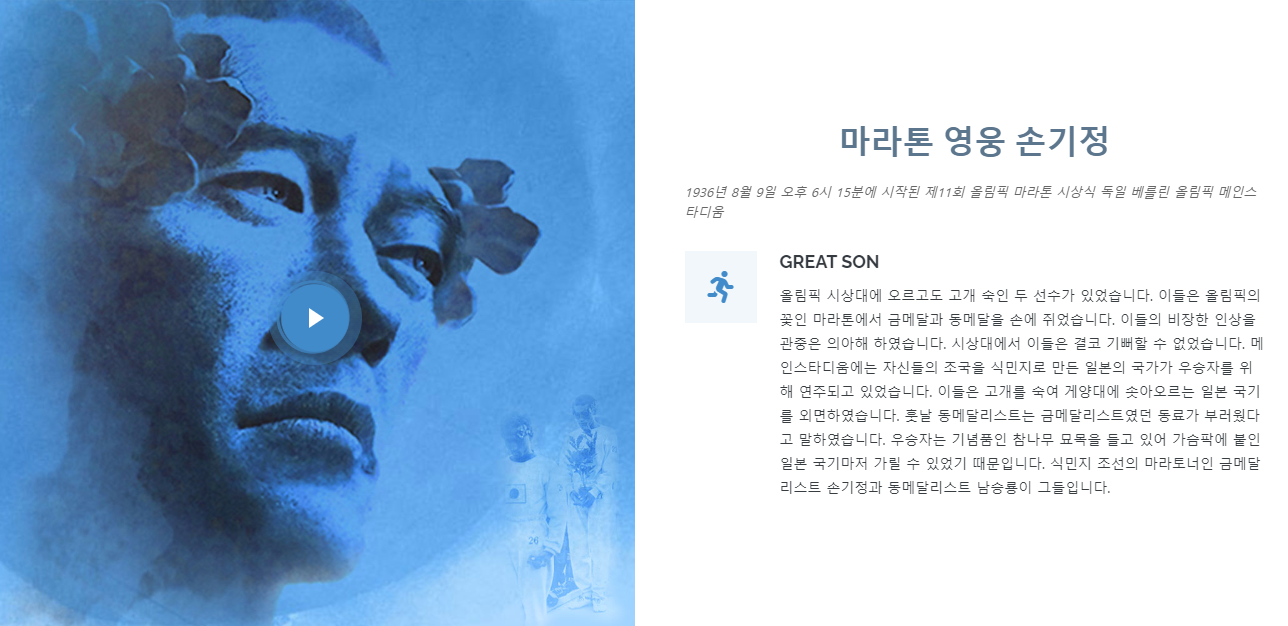 마라톤 영웅 손기정
1936년 8월 9일 오후 6시 15분에 시작된 제11회 올림픽 마라톤 시상식 독일 베를린 올림픽 메인스
타디움
GREAT SON
올림픽 시상대에 오르고도 고개 숙인 두 선수가 있었습니다. 이들은 올림픽의
꽃인 마라톤에서 금메달과 동메달을 손에 쥐었습니다. 이들의 비장한 인상을
관중은 의아해 하였습니다. 시상대에서 이들은 결코 기뻐할 수 없었습니다. 메
인스타디움에는 자신들의 조국을 식민지로 만든 일본의 국가가 우승자를 위
해 연주되고 있었습니다. 이들은 고개를 숙여 게양대에 솟아오르는 일본 국기
를 외면하였습니다. 훗날 동메달리스트는 금메달리스트였던 동료가 부러웠다
고 말하였습니다. 우승자는 기념품인 참나무 묘목을 들고 있어 가슴팍에 붙인
일본 국기마저 가릴 수 있었기 때문입니다. 식민지 조선의 마라토너인 금메달
리스트 손기정과 동메달리스트 남승룡이 그들입니다.
26